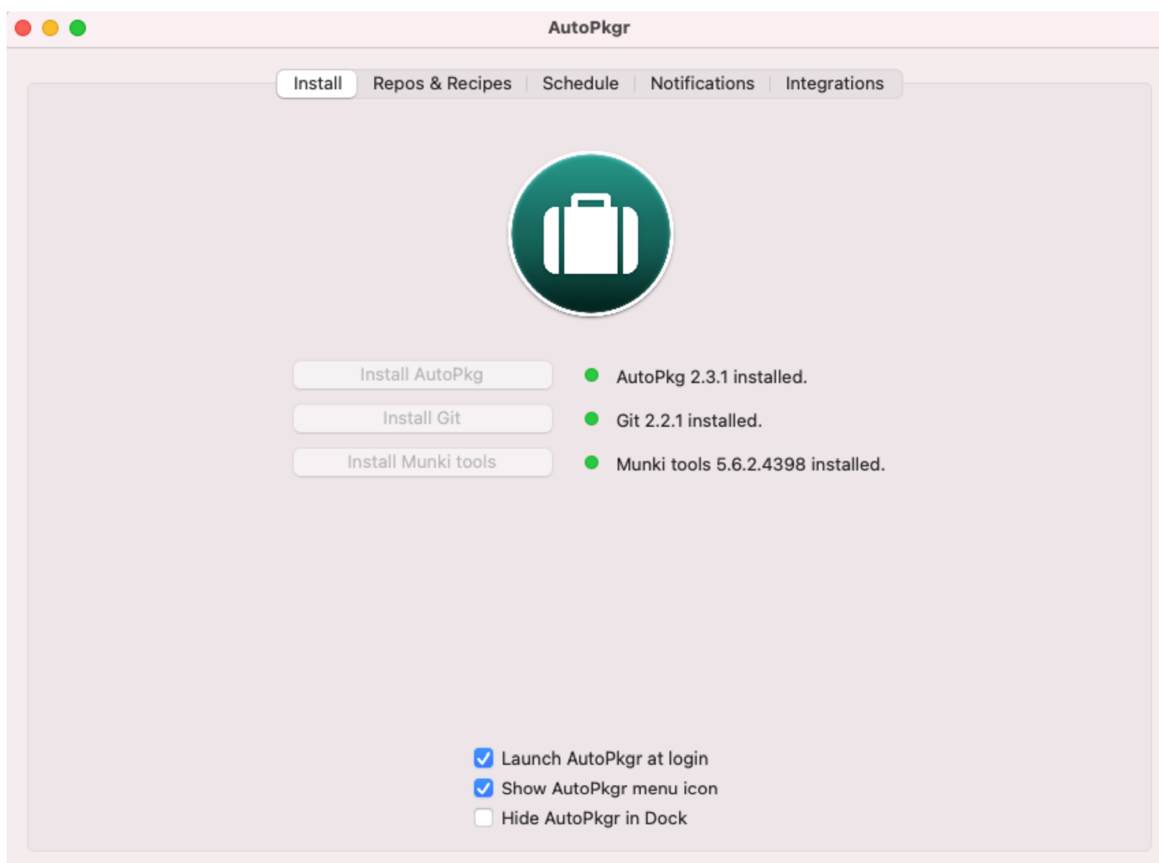 AutoPkgr
Install Repos & Recipes Schedule Notifications Integrations
Install AutoPkg AutoPkg 2.3.1 installed.
Install Git Git 2.2.1 installed.
Install Munki tools Munki tools 5.6.2.4398 installed.
Launch AutoPkgr at login
Show AutoPkgr menu icon
Hide AutoPkgr in Dock